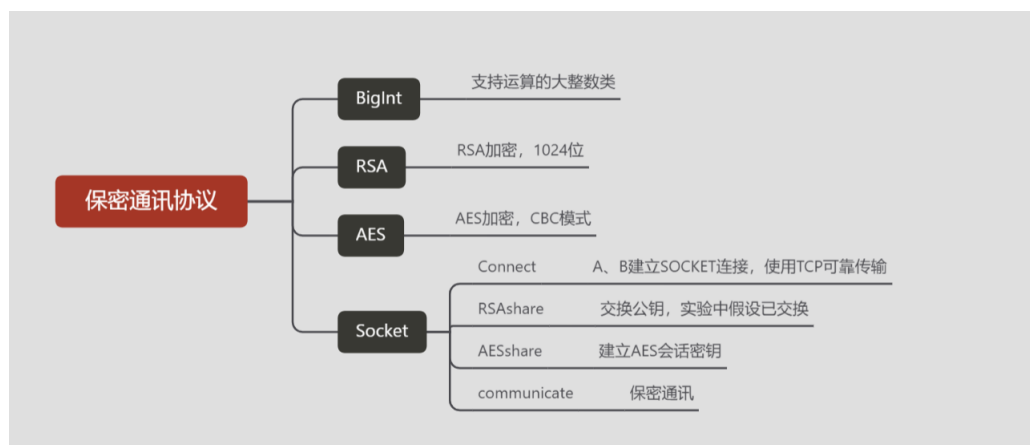 保密通讯协议
BigInt 支持运算的大整数类
RSA RSA加密，1024位
AES AES加密，CBC模式
Socket
Connect A、B建立SOCKET连接，使用TCP可靠传输
RSAshare 交换公钥，实验中假设已交换
AESshare 建立AES会话密钥
communicate 保密通讯